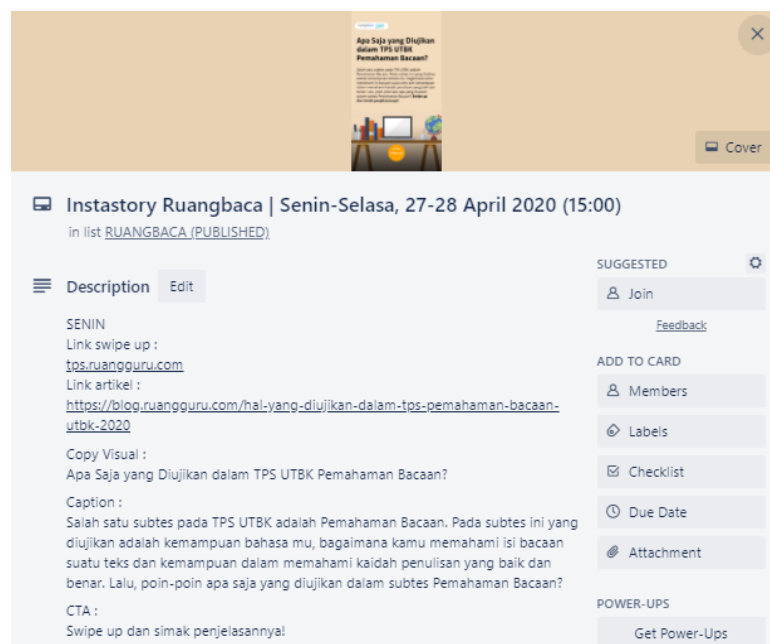 Apa Saja yang Diujikan
dalam TPS UTBK
Pemahaman Bacaan?
Cover
Instastory Ruangbaca | Senin-Selasa, 27-28 April 2020 (15:00)
in list RUANGBACA (PUBLISHED)
Description Edit
SENIN
Link swipe up :
tps.ruangguru.com
Link artikel :
https://blog.ruangguru.com/hal-yang-diujikan-dalam-tps-pemahaman-bacaan-
utbk-2020
Copy Visual :
Apa Saja yang Diujikan dalam TPS UTBK Pemahaman Bacaan?
Caption :
Salah satu subtes pada TPS UTBK adalah Pemahaman Bacaan. Pada subtes ini yang
diujikan adalah kemampuan bahasa mu, bagaimana kamu memahami isi bacaan
suatu teks dan kemampuan dalam memahami kaidah penulisan yang baik dan
benar. Lalu, poin-poin apa saja yang diujikan dalam subtes Pemahaman Bacaan?
CTA :
Swipe up dan simak penjelasannya!
SUGGESTED
Join
Feedback
ADD TO CARD
Members
Labels
Checklist
Due Date
Attachment
POWER-UPS
Get Power-Ups